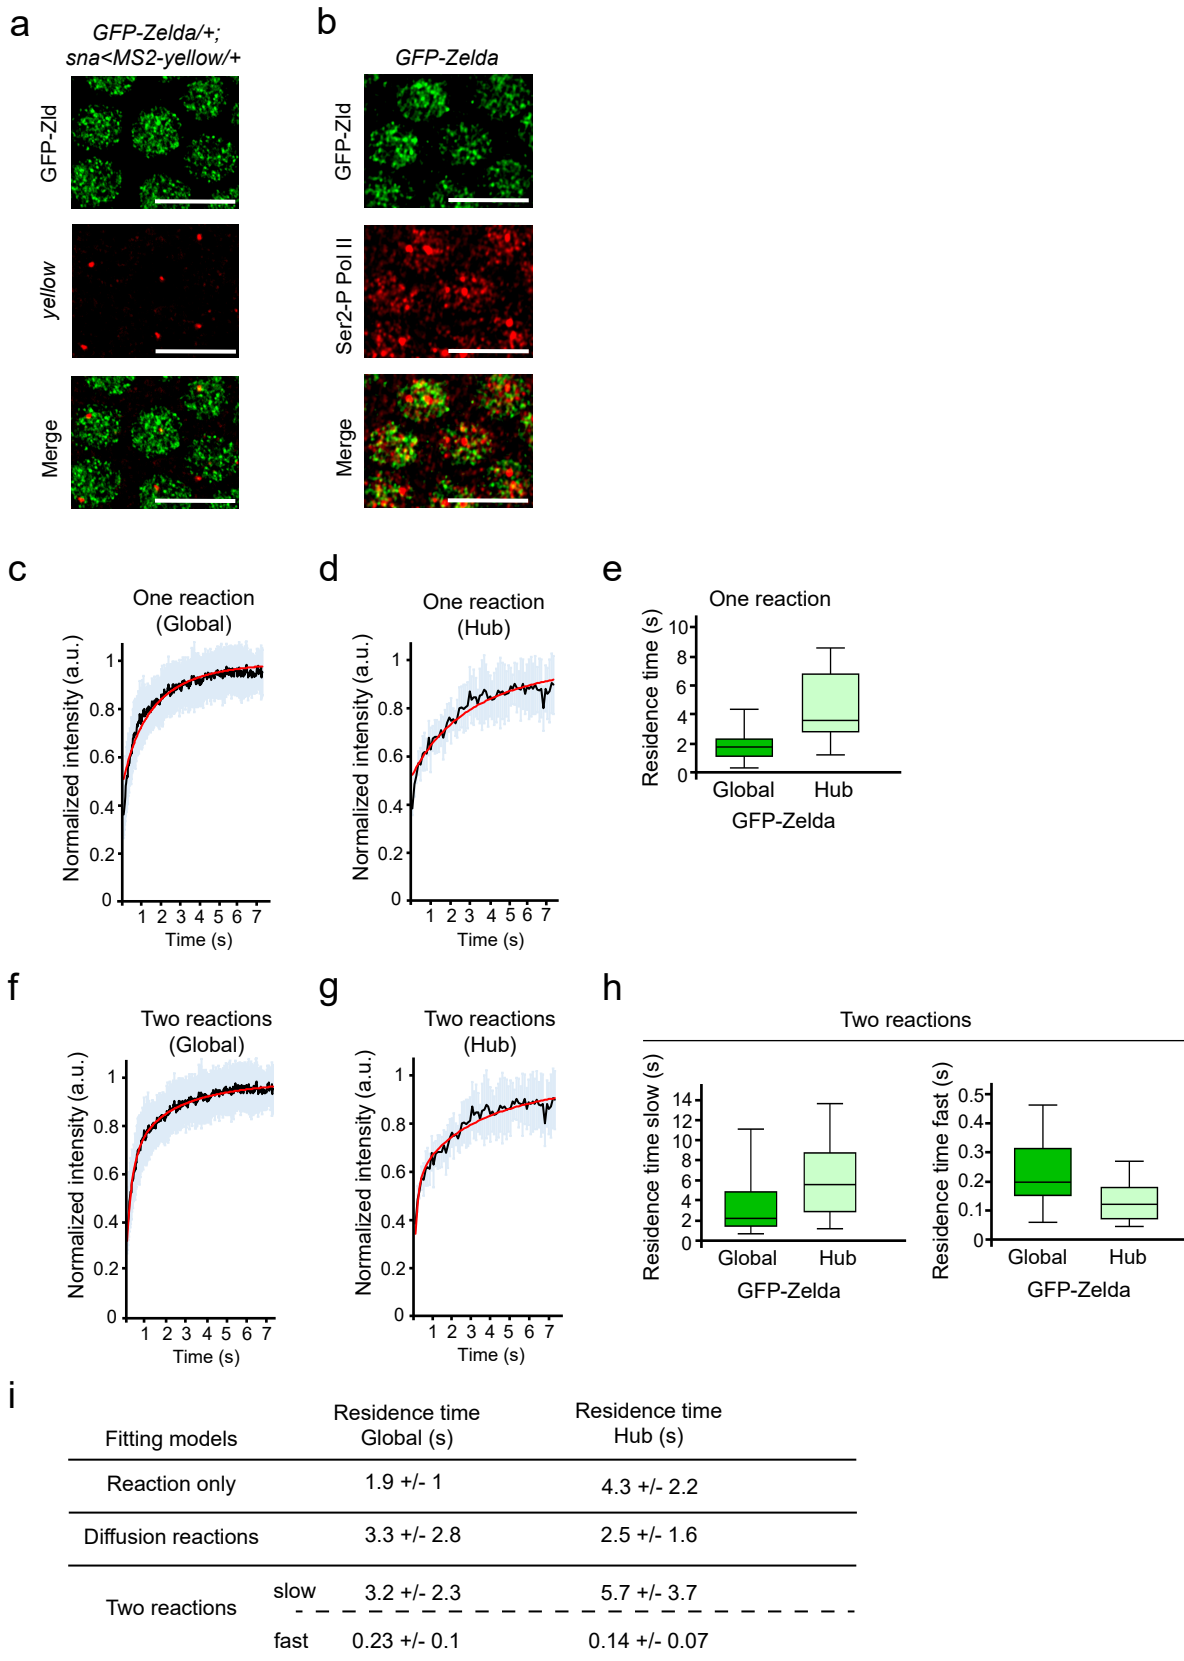 a
GFP-Zelda/+;
sna<MS2-yellow/+
GFP-Zld
yellow
Merge
b
GFP-Zelda
GFP-Zld
Ser2-P Pol II
Merge
c
One reaction
(Global)
Normalized intensity (a.u.)
1
0.8
0.6
0.4
0.2
0
1 2 3 4 5 6 7
Time (s)
d
One reaction
(Hub)
Normalized intensity (a.u.)
1
0.8
0.6
0.4
0.2
0
1 2 3 4 5 6 7
Time (s)
e
One reaction
Residence time (s)
10
8
6
4
2
0
Global Hub
GFP-Zelda
f
Two reactions
(Global)
Normalized intensity (a.u.)
1
0.8
0.6
0.4
0.2
0
1 2 3 4 5 6 7
Time (s)
g
Two reactions
(Hub)
Normalized intensity (a.u.)
1
0.8
0.6
0.4
0.2
0
1 2 3 4 5 6 7
Time (s)
h
Two reactions
Residence time slow (s)
14
12
10
8
6
4
2
0
Global Hub
GFP-Zelda
Residence time fast (s)
0.5
0.4
0.3
0.2
0.1
0
Global Hub
GFP-Zelda
i
Fitting models
Residence time
Global (s)
Residence time
Hub (s)
Reaction only 1.9 +/- 1 4.3 +/- 2.2
Diffusion reactions 3.3 +/- 2.8 2.5 +/- 1.6
Two reactions
slow 3.2 +/- 2.3 5.7 +/- 3.7
fast 0.23 +/- 0.1 0.14 +/- 0.07